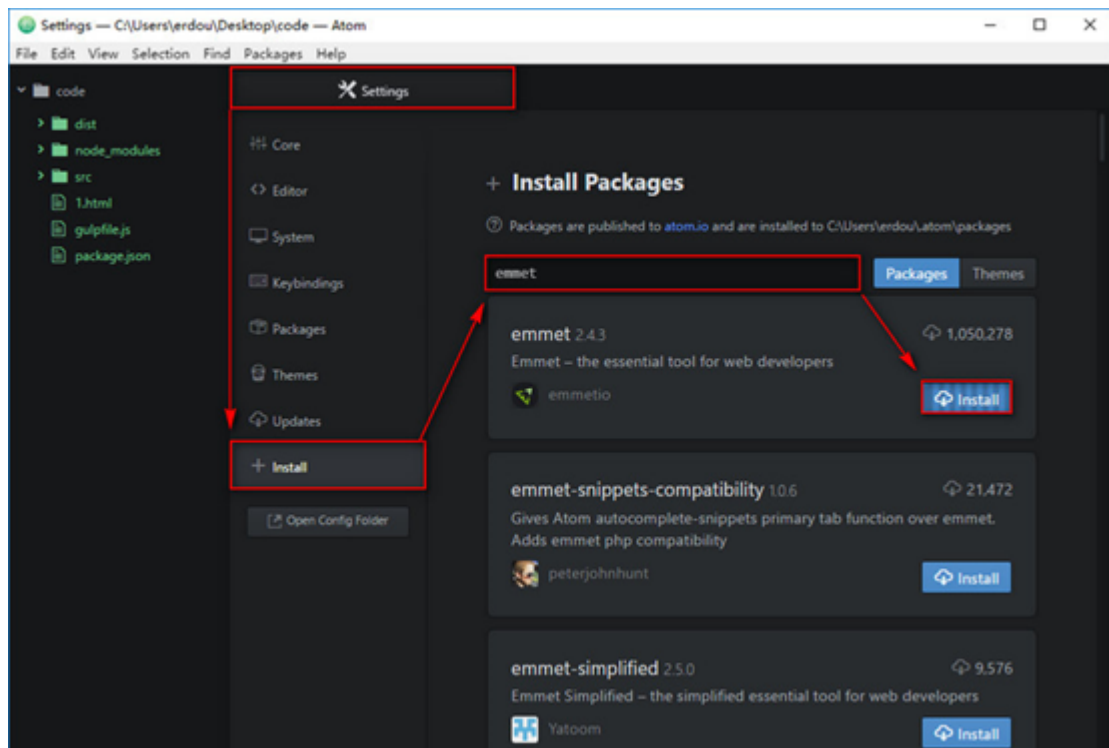 Settings — C:\Users\erdou\Desktop\code — Atom
File Edit View Selection Find Packages Help
code
dist
node_modules
src
1.html
gulpfile.js
package.json
Settings
Core
Editor
System
Keybindings
Packages
Themes
Updates
Install
Open Config Folder
Install Packages
Packages are published to atom.io and are installed to C:\Users\erdou\.atom\packages
emmet
Packages Themes
emmet 2.4.3 1,050,278
Emmet – the essential tool for web developers
emmetio Install
emmet-snippets-compatibility 1.0.6 21,472
Gives Atom autocomplete-snippets primary tab function over emmet.
Adds emmet php compatibility
peterjohnhunt Install
emmet-simplified 2.5.0 9,576
Emmet Simplified – the simplified essential tool for web developers
Yatoom Install